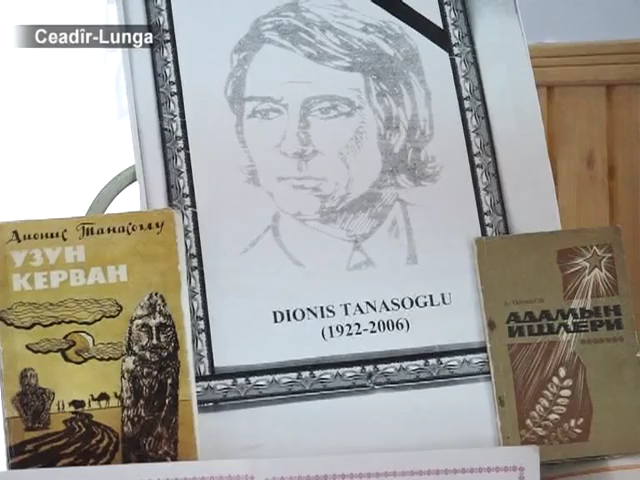 Ceadîr-Lunga
DIONIS TANASOGLU
(1922-2006)
Дионис Танасоглу
УЗУН
КЕРВАН
АДАМЫН
ИШЛЕРИ